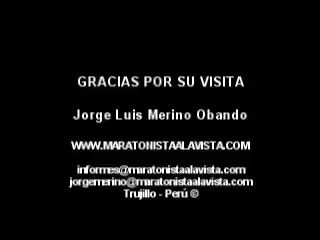 GRACIAS POR SU VISITA
Jorge Luis Merino Obando
WWW.MARATONISTAALAVISTA.COM
informes@maratonistaalavista.com
jorgemerino@maratonistaalavista.com
Trujillo - Perú ©